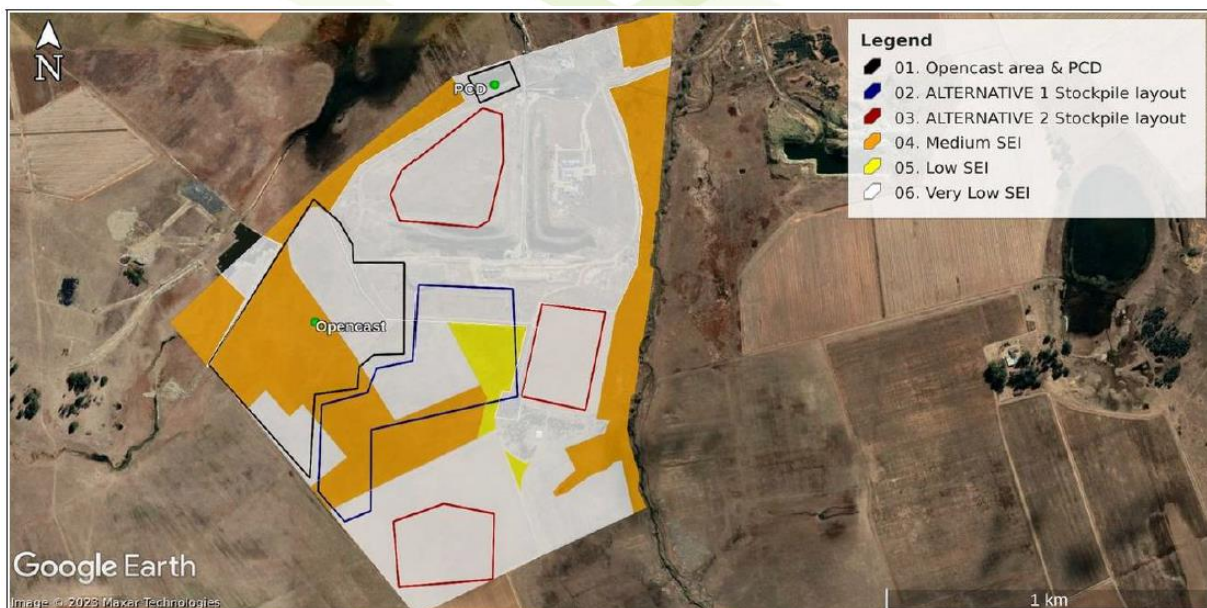 N
Legend
01. Opencast area & PCD
02. ALTERNATIVE 1 Stockpile layout
03. ALTERNATIVE 2 Stockpile layout
04. Medium SEI
05. Low SEI
06. Very Low SEI
PCD
Opencast
Google Earth
Image © 2023 Maxar Technologies
1 km